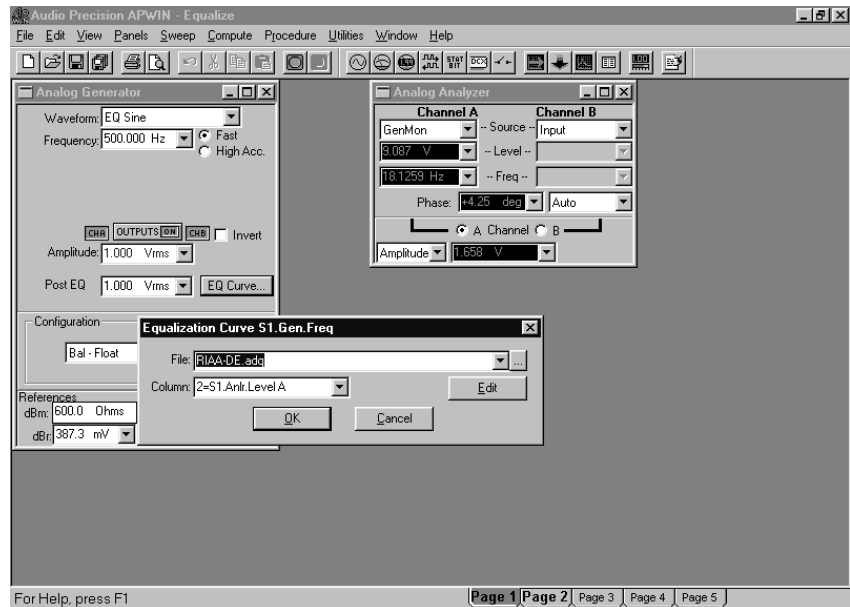 Audio Precision APWIN - Equalize
File Edit View Panels Sweep Compute Procedure Utilities Window Help
STAT BIT DCX
Analog Generator
Waveform: EQ Sine
Frequency: 500.000 Hz Fast
High Acc.
CHA OUTPUTS ON CHB Invert
Amplitude: 1.000 Vrms
Post EQ 1.000 Vrms EQ Curve...
Configuration
Bal - Float
References
dBm: 600.0 Ohms
dBr: 387.3 mV
Analog Analyzer
Channel A Channel B
GenMon -- Source -- Input
9.087 V -- Level --
18.1259 Hz -- Freq --
Phase: +4.25 deg Auto
A Channel B
Amplitude 1.658 V
Equalization Curve S1.Gen.Freq
File: RIAA-DE.adq ...
Column: 2=S1.Anlr.Level A Edit
OK Cancel
For Help, press F1
Page 1 Page 2 Page 3 Page 4 Page 5